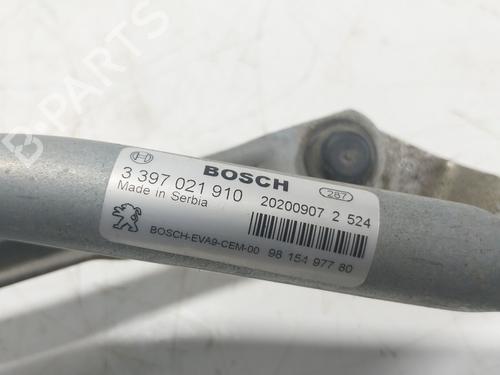 BOSCH
3 397 021 910
Made in Serbia
287
20200907 2 524
BOSCH-EVA9-CEM-00
98 154 977 80
B-PARTS